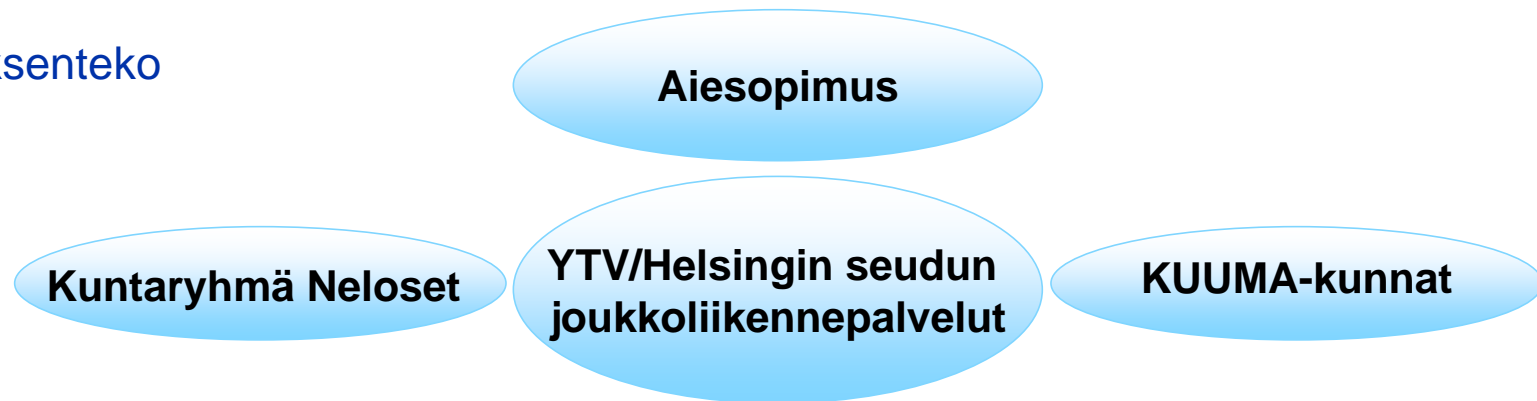 ksenteko
Aiesopimus
Kuntaryhmä Neloset
YTV/Helsingin seudun
joukkoliikennepalvelut
KUUMA-kunnat